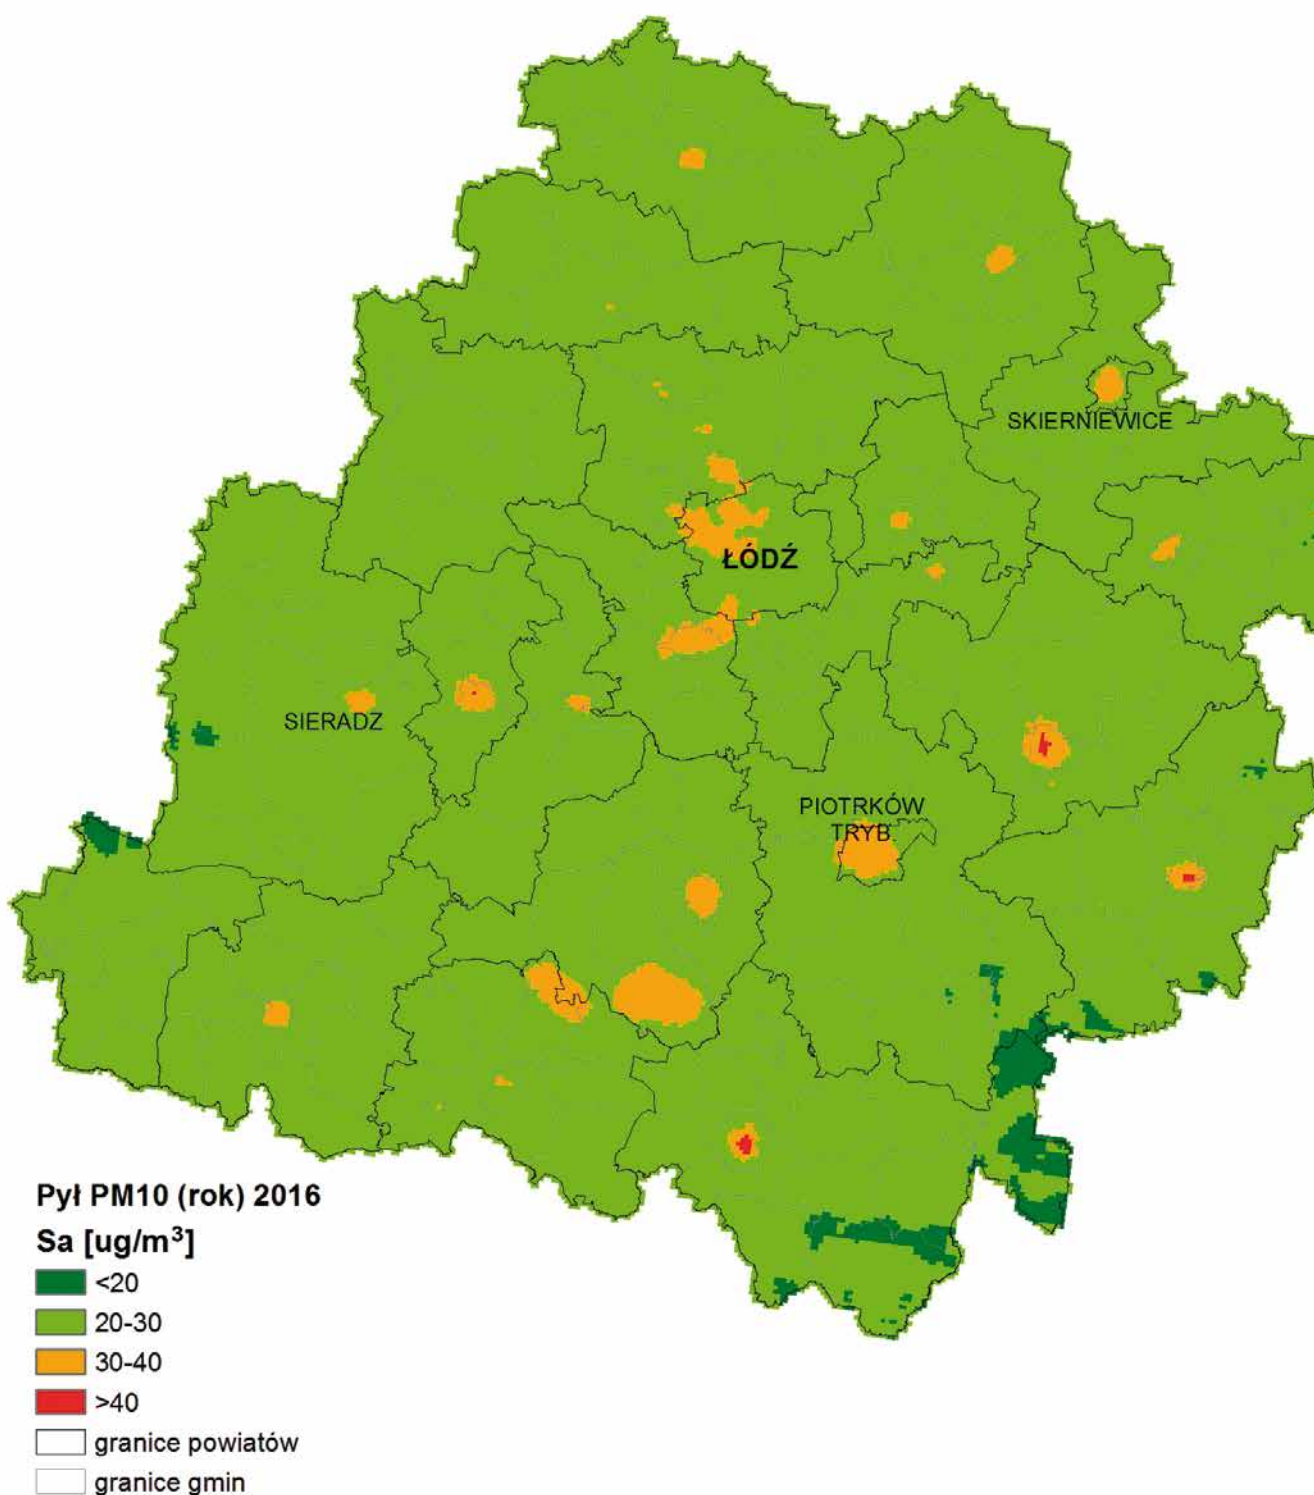 SKIERNIEWICE
ŁÓDŹ
SIERADZ
PIOTRKÓW
TRYB.
Pył PM10 (rok) 2016
Sa [ug/m³]
<20
20-30
30-40
>40
granice powiatów
granice gmin